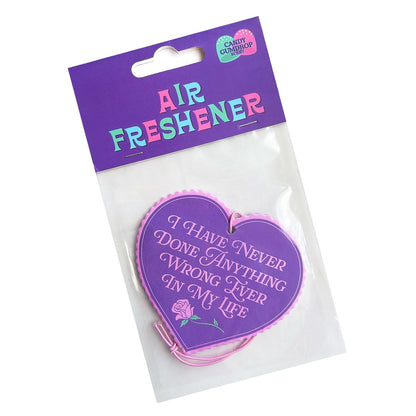 CANDY
GUMDROP
AIR
FRESHENER
I HAVE NEVER
DONE ANYTHING
WRONG EVER
IN MY LIFE